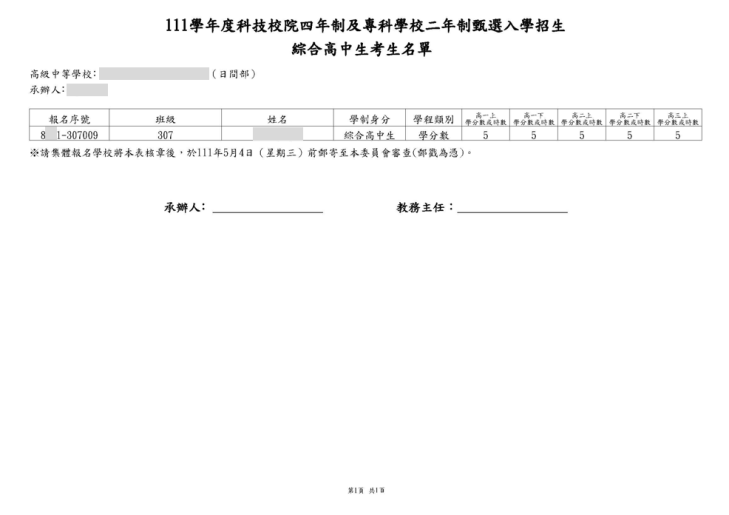 111學年度科技校院四年制及專科學校二年制甄選入學招生
綜合高中生考生名單
高級中等學校: (日間部)
承辦人:
報名序號 班級 姓名 學制身分 學程類別 高一上學分數或時數 高一下學分數或時數 高二上學分數或時數 高二下學分數或時數 高三上學分數或時數
8 1-307009 307 綜合高中生 學分數 5 5 5 5 5
※請集體報名學校將本表核章後，於111年5月4日（星期三）前郵寄至本委員會審查(郵戳為憑)。
承辦人: ________________ 教務主任：________________
第1頁 共1頁